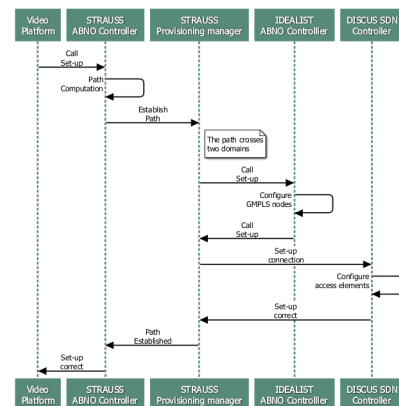 Video
Platform
STRAUSS
ABNO Controller
STRAUSS
Provisioning manager
IDEALIST
ABNO Controlller
DISCUS SDN
Controller
Call
Set-up
Path
Computation
Establish
Path
The path crosses
two domains
Call
Set-up
Configure
GMPLS nodes
Call
Set-up
Set-up
connection
Configure
access elements
Set-up
correct
Path
Established
Set-up
correct
Video
Platform
STRAUSS
ABNO Controller
STRAUSS
Provisioning manager
IDEALIST
ABNO Controlller
DISCUS SDN
Controller